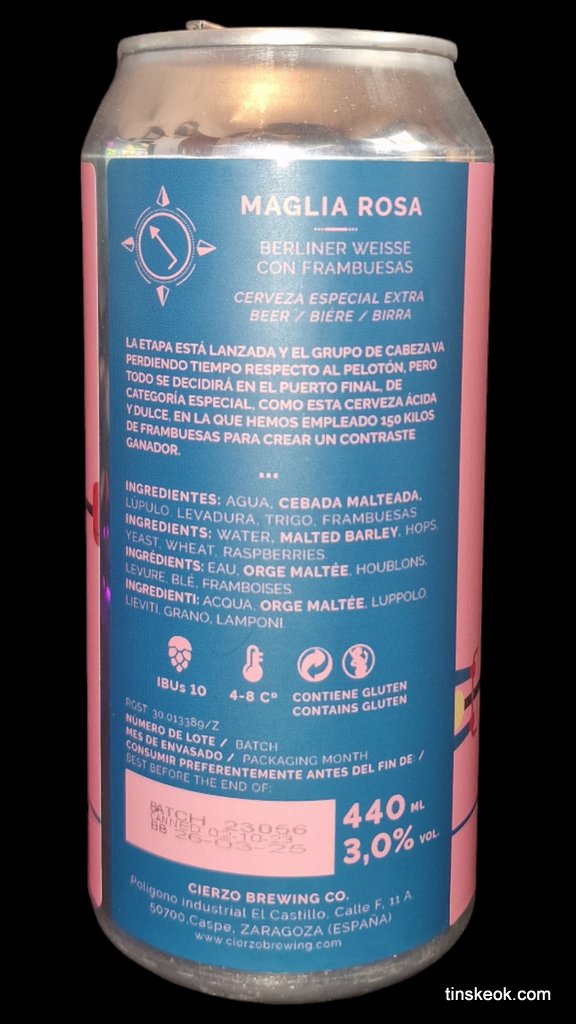 MAGLIA ROSA
BERLINER WEISSE
CON FRAMBUESAS
CERVEZA ESPECIAL EXTRA
BEER / BIÉRE / BIRRA
LA ETAPA ESTÁ LANZADA Y EL GRUPO DE CABEZA VA
PERDIENDO TIEMPO RESPECTO AL PELOTÓN, PERO
TODO SE DECIDIRÁ EN EL PUERTO FINAL, DE
CATEGORÍA ESPECIAL, COMO ESTA CERVEZA ÁCIDA
Y DULCE, EN LA QUE HEMOS EMPLEADO 150 KILOS
DE FRAMBUESAS PARA CREAR UN CONTRASTE
GANADOR.
INGREDIENTES: AGUA, CEBADA MALTEADA,
LÚPULO, LEVADURA, TRIGO, FRAMBUESAS
INGREDIENTS: WATER, MALTED BARLEY, HOPS,
YEAST, WHEAT, RASPBERRIES.
INGRÉDIENTS: EAU, ORGE MALTÉE, HOUBLONS,
LEVURE, BLÉ, FRAMBOISES.
INGREDIENTI: ACQUA, ORGE MALTÉE, LUPPOLO,
LIEVITI, GRANO, LAMPONI.
IBUs 10
4-8 Cº
CONTIENE GLUTEN
CONTAINS GLUTEN
RGST. 30.013389/Z
NÚMERO DE LOTE / BATCH
MES DE ENVASADO / PACKAGING MONTH
CONSUMIR PREFERENTEMENTE ANTES DEL FIN DE: /
BEST BEFORE THE END OF:
BATCH 23056
CANNED 02-10-23
BB 26-03-25
440 ML
3,0% VOL.
CIERZO BREWING CO.
Polígono industrial El Castillo, Calle F, 11 A,
50700 Caspe, ZARAGOZA (ESPAÑA)
www.cierzobrewing.com
tinskeok.com